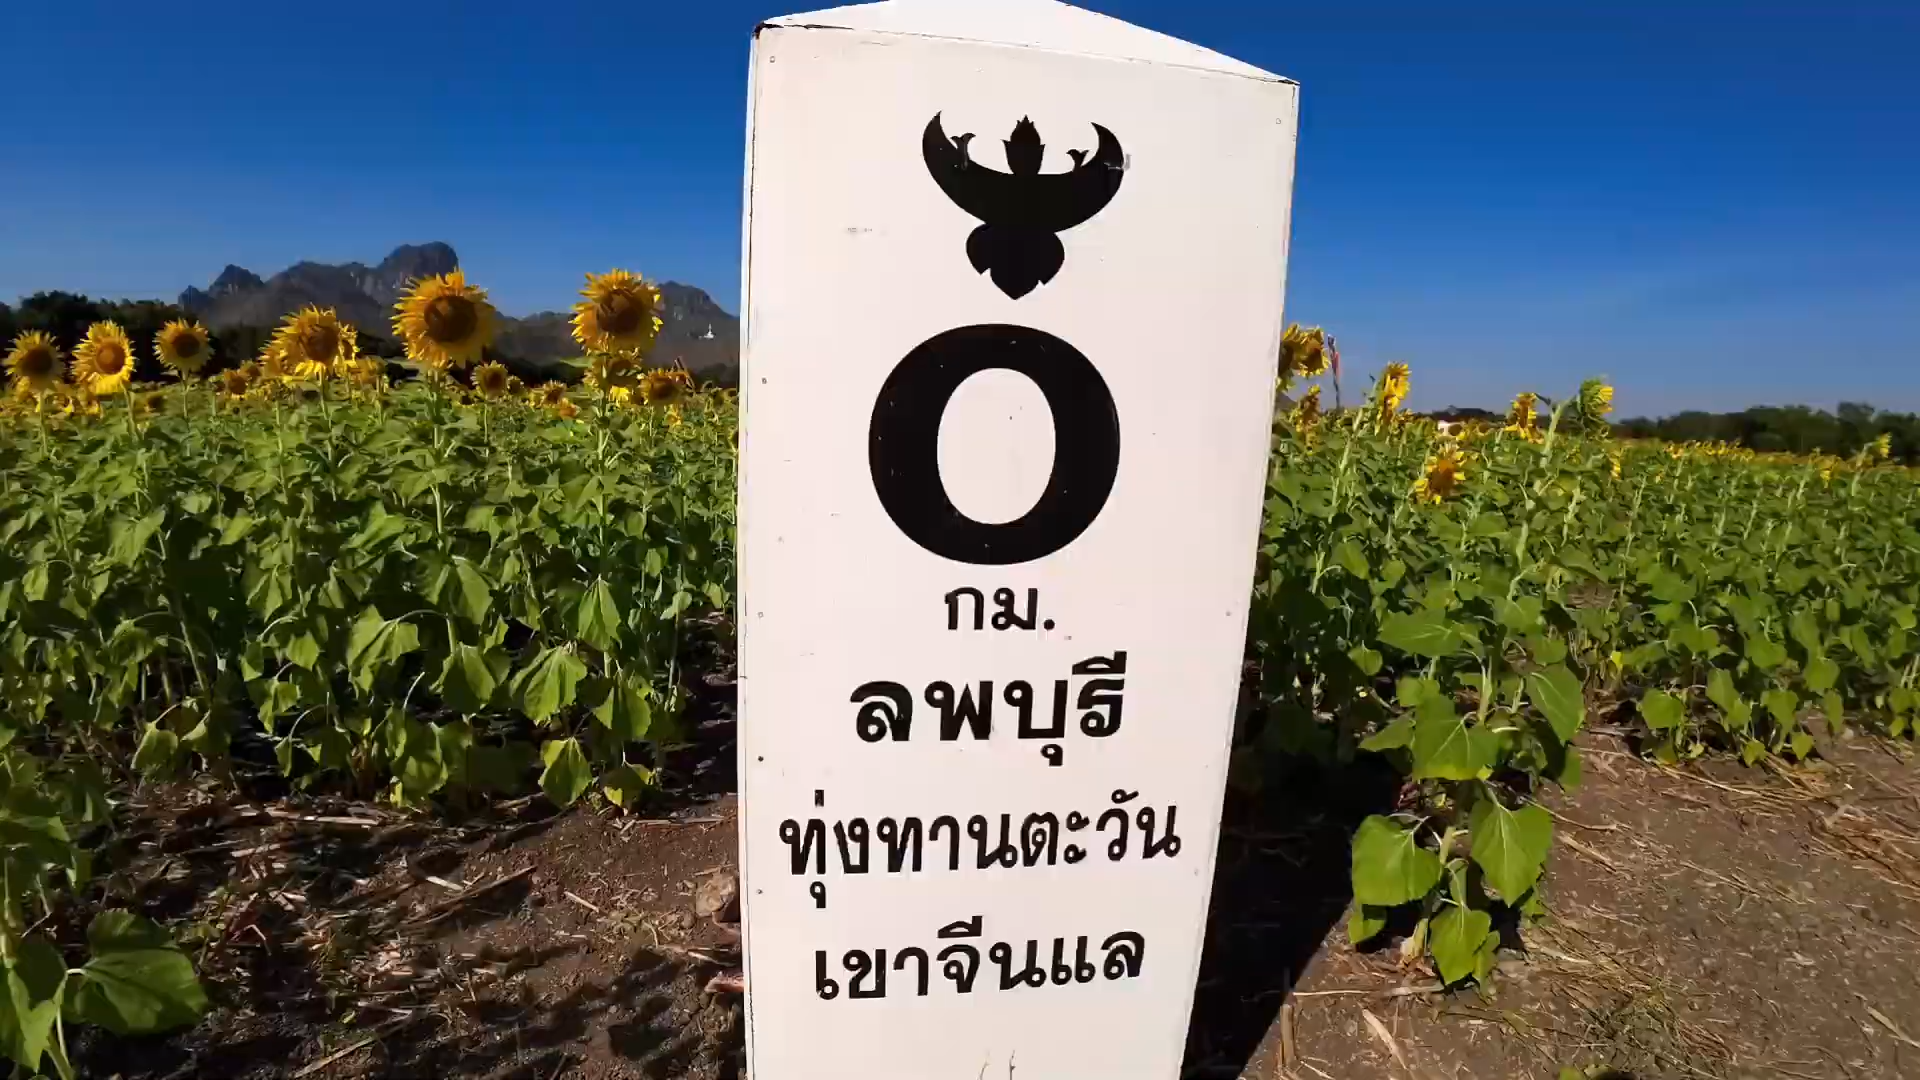 0
กม.
ลพบุรี
ทุ่งทานตะวัน
เขาจีนแล